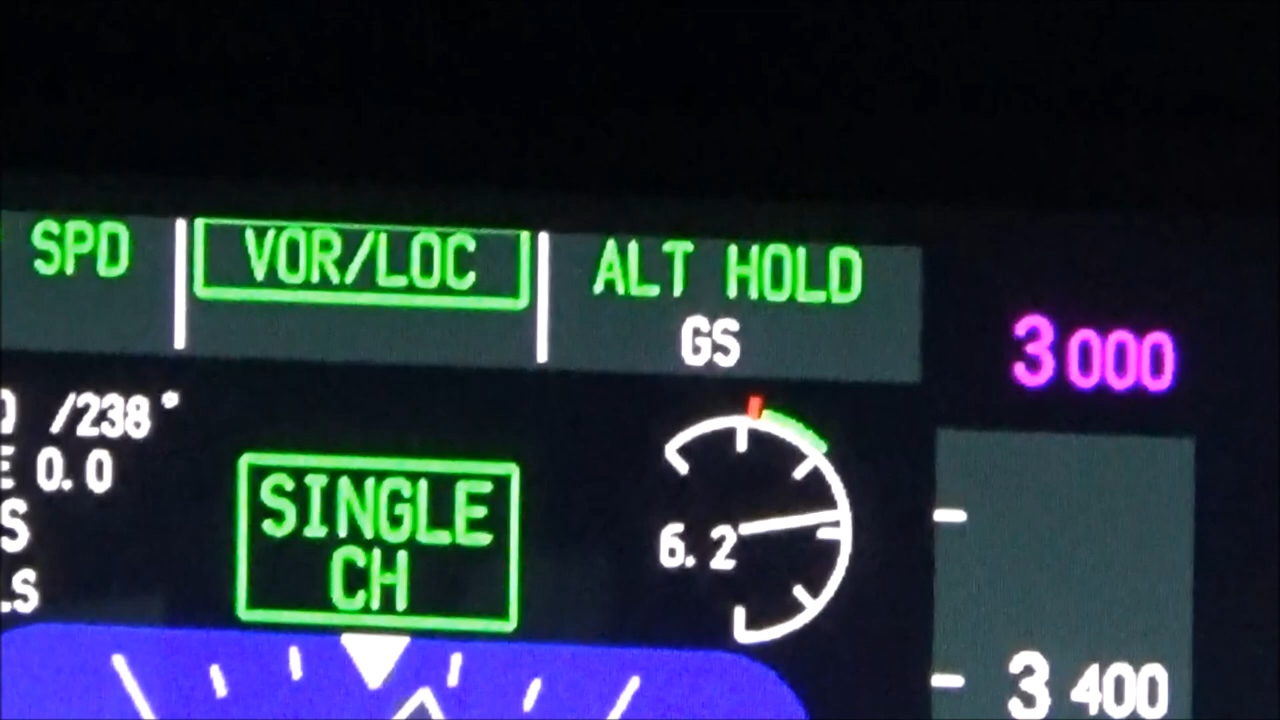 SPD VOR/LOC ALT HOLD
GS
3000
/238°
0.0
SINGLE
CH
6.2
3400